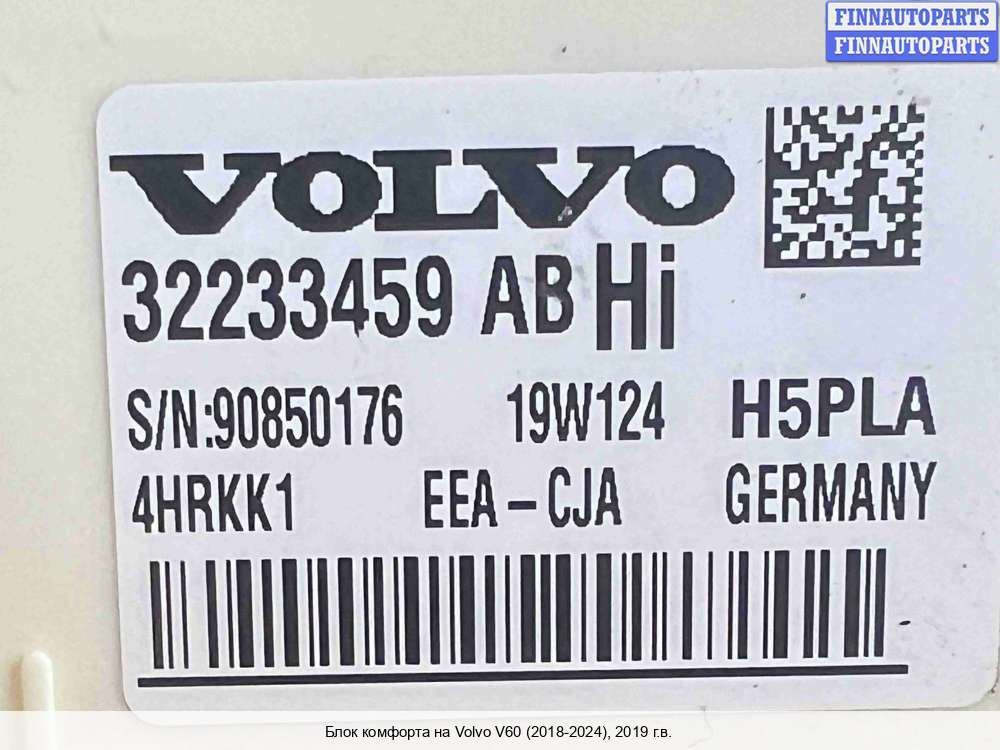 FINNAUTOPARTS
FINNAUTOPARTS
VOLVO
32233459 AB Hi
S/N:90850176 19W124 H5PLA
4HRKK1 EEA-CJA GERMANY
Блок комфорта на Volvo V60 (2018-2024), 2019 г.в.